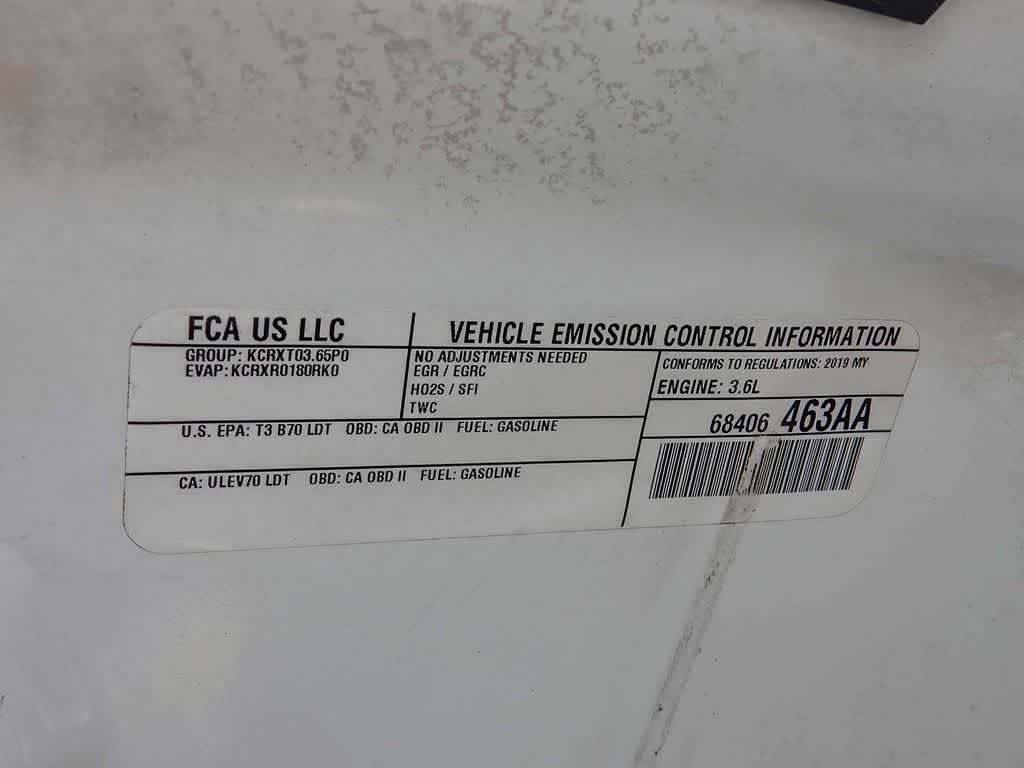 FCA US LLC
VEHICLE EMISSION CONTROL INFORMATION
GROUP: KCRXT03.65P0
EVAP: KCRXR0180RK0
NO ADJUSTMENTS NEEDED
EGR / EGRC
HO2S / SFI
TWC
CONFORMS TO REGULATIONS: 2019 MY
ENGINE: 3.6L
68406 463AA
U.S. EPA: T3 B70 LDT OBD: CA OBD II FUEL: GASOLINE
CA: ULEV70 LDT OBD: CA OBD II FUEL: GASOLINE